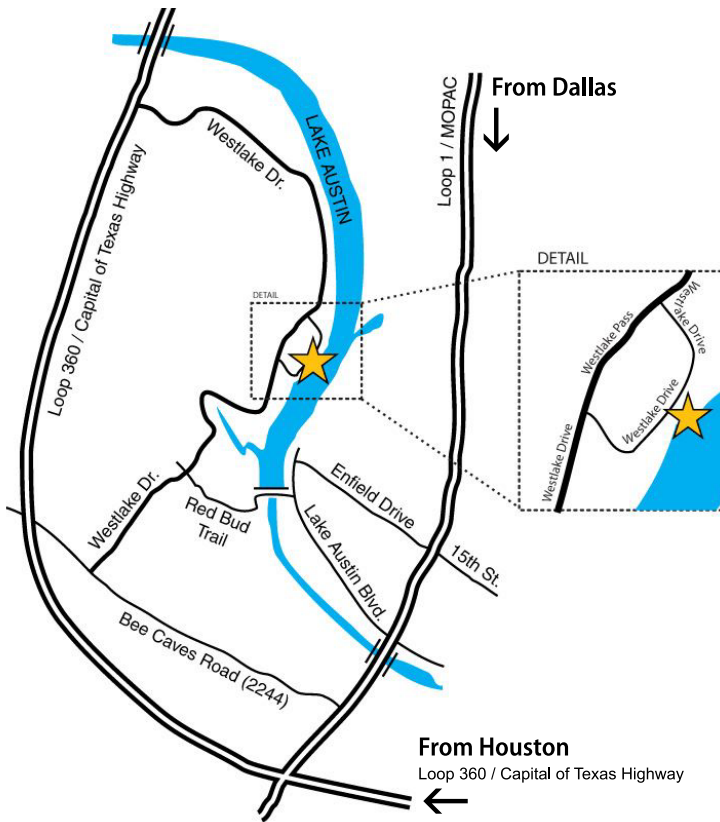 From Dallas
Loop 1 / MOPAC
LAKE AUSTIN
Westlake Dr.
Loop 360 / Capital of Texas Highway
DETAIL
DETAIL
West
lake Drive
Westlake Pass
Westlake Drive
Westlake Drive
Enfield Drive
15th St.
Lake Austin Blvd.
Westlake Dr.
Red Bud
Trail
Bee Caves Road (2244)
From Houston
Loop 360 / Capital of Texas Highway